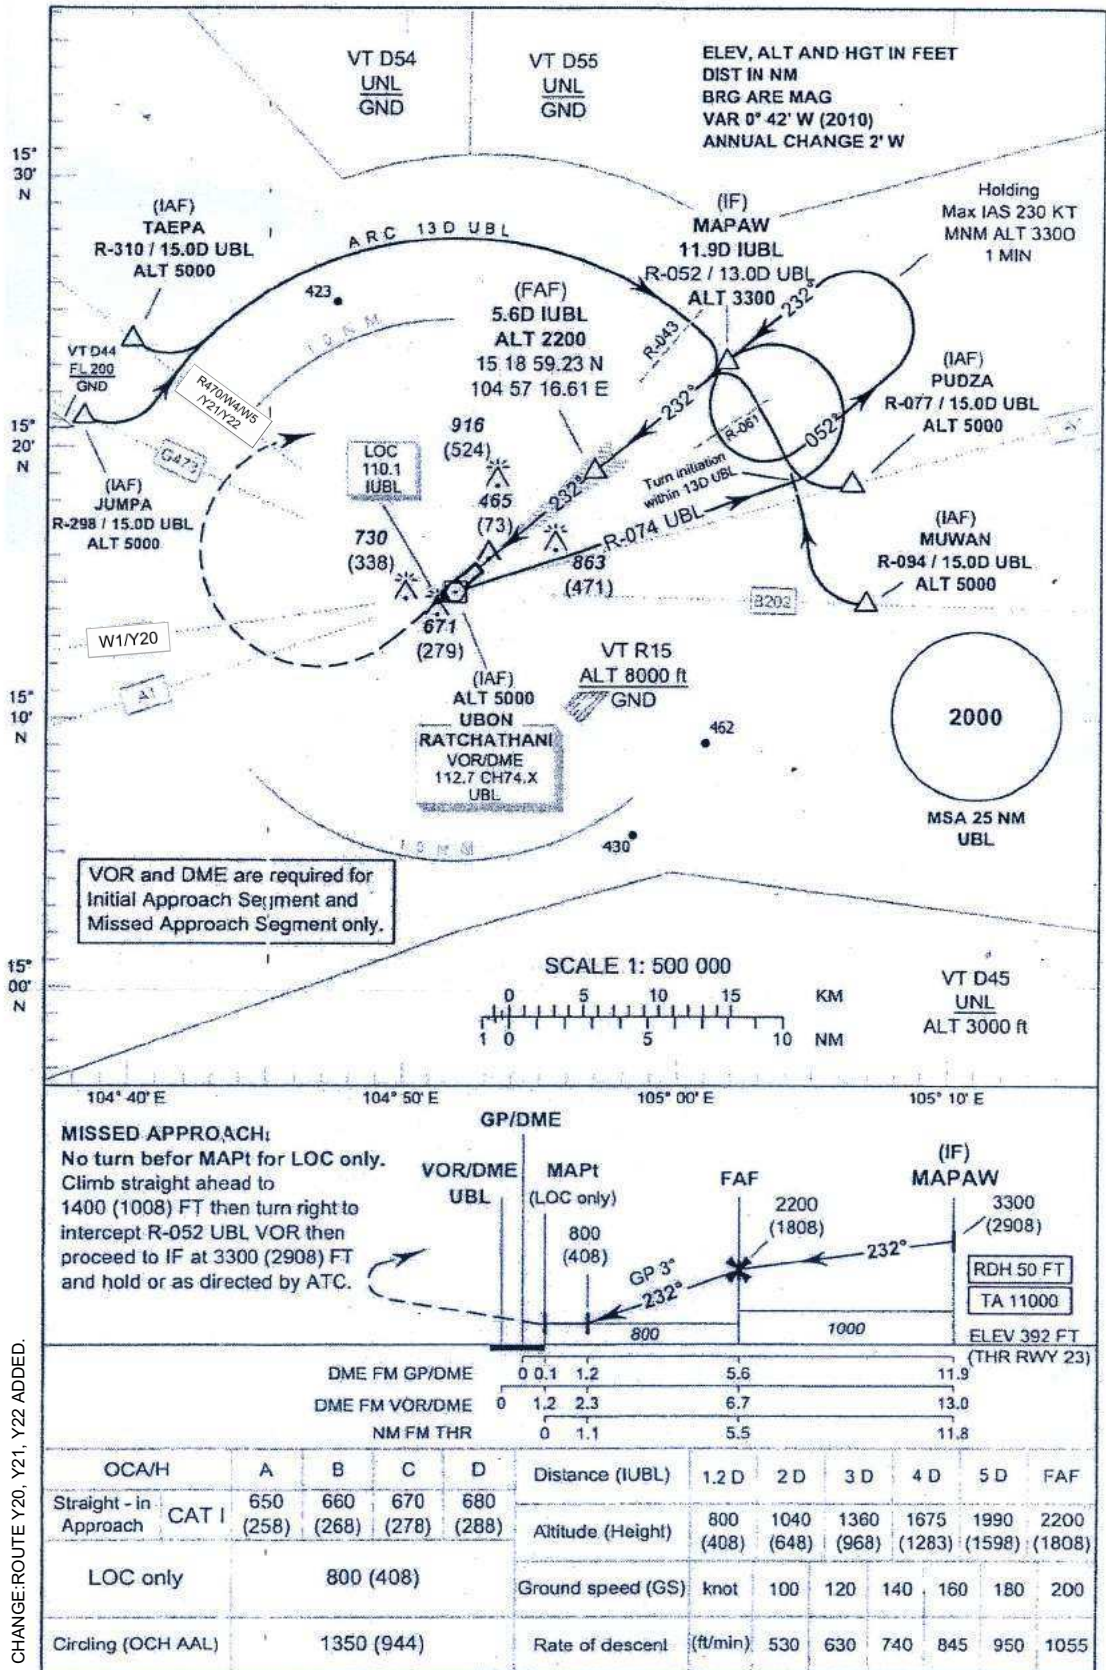 VT D54
UNL
GND
VT D55
UNL
GND
ELEV, ALT AND HGT IN FEET
DIST IN NM
BRG ARE MAG
VAR 0° 42' W (2010)
ANNUAL CHANGE 2' W
15°
30'
N
(IAF)
TAEPA
R-310 / 15.0D UBL
ALT 5000
ARC 13D UBL
(IF)
MAPAW
11.9D IUBL
R-052 / 13.0D UBL
ALT 3300
Holding
Max IAS 230 KT
MNM ALT 3300
1 MIN
232°
423
10 NM
(FAF)
5.6D IUBL
ALT 2200
15 18 59.23 N
104 57 16.61 E
R-043
VT D44
FL 200
GND
R470/W4/W5
/Y21/Y22
(IAF)
PUDZA
R-077 / 15.0D UBL
ALT 5000
232°
R-061
052°
A1
15°
20'
N
G473
(IAF)
JUMPA
R-298 / 15.0D UBL
ALT 5000
LOC
110.1
IUBL
916
(524)
465
(73)
232°
Turn initiation
within 13D UBL
R-074 UBL
730
(338)
863
(471)
(IAF)
MUWAN
R-094 / 15.0D UBL
ALT 5000
B202
W1/Y20
671
(279)
A1
VT R15
ALT 8000 ft
GND
15°
10'
N
(IAF)
ALT 5000
UBON
RATCHATHANI
VOR/DME
112.7 CH74.X
UBL
462
2000
MSA 25 NM
UBL
10 NM
430
VOR and DME are required for
Initial Approach Segment and
Missed Approach Segment only.
15°
00'
N
SCALE 1: 500 000
0 5 10 15 KM
1 0 5 10 NM
VT D45
UNL
ALT 3000 ft
104° 40' E 104° 50' E 105° 00' E 105° 10' E
MISSED APPROACH:
No turn befor MAPt for LOC only.
Climb straight ahead to
1400 (1008) FT then turn right to
intercept R-052 UBL VOR then
proceed to IF at 3300 (2908) FT
and hold or as directed by ATC.
GP/DME
VOR/DME
UBL
MAPt
(LOC only)
800
(408)
FAF
2200
(1808)
(IF)
MAPAW
3300
(2908)
GP 3°
232°
232°
RDH 50 FT
TA 11000
800
1000
ELEV 392 FT
(THR RWY 23)
DME FM GP/DME 0 0.1 1.2 5.6 11.9
DME FM VOR/DME 0 1.2 2.3 6.7 13.0
NM FM THR 0 1.1 5.5 11.8
OCA/H A B C D
Straight - in
Approach
CAT I
650 660 670 680
(258) (268) (278) (288)
LOC only 800 (408)
Circling (OCH AAL) 1350 (944)
Distance (IUBL) 1.2 D 2 D 3 D 4 D 5 D FAF
Altitude (Height)
800 1040 1360 1675 1990 2200
(408) (648) (968) (1283) (1598) (1808)
Ground speed (GS) knot 100 120 140 160 180 200
Rate of descent (ft/min) 530 630 740 845 950 1055
CHANGE:ROUTE Y20, Y21, Y22 ADDED.